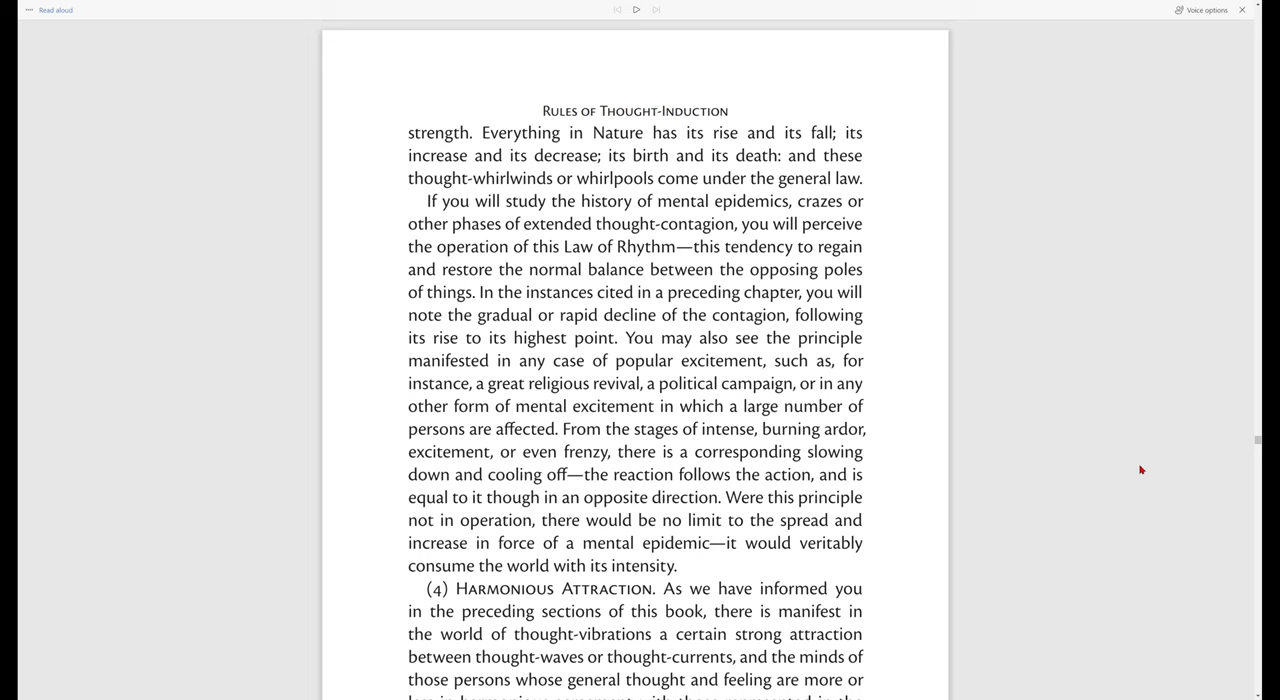 Read aloud
Voice options
Rules of Thought-Induction
strength. Everything in Nature has its rise and its fall; its
increase and its decrease; its birth and its death: and these
thought-whirlwinds or whirlpools come under the general law.
If you will study the history of mental epidemics, crazes or
other phases of extended thought-contagion, you will perceive
the operation of this Law of Rhythm—this tendency to regain
and restore the normal balance between the opposing poles
of things. In the instances cited in a preceding chapter, you will
note the gradual or rapid decline of the contagion, following
its rise to its highest point. You may also see the principle
manifested in any case of popular excitement, such as, for
instance, a great religious revival, a political campaign, or in any
other form of mental excitement in which a large number of
persons are affected. From the stages of intense, burning ardor,
excitement, or even frenzy, there is a corresponding slowing
down and cooling off—the reaction follows the action, and is
equal to it though in an opposite direction. Were this principle
not in operation, there would be no limit to the spread and
increase in force of a mental epidemic—it would veritably
consume the world with its intensity.
(4) Harmonious Attraction. As we have informed you
in the preceding sections of this book, there is manifest in
the world of thought-vibrations a certain strong attraction
between thought-waves or thought-currents, and the minds of
those persons whose general thought and feeling are more or
less in harmonious agreement with those represented in the